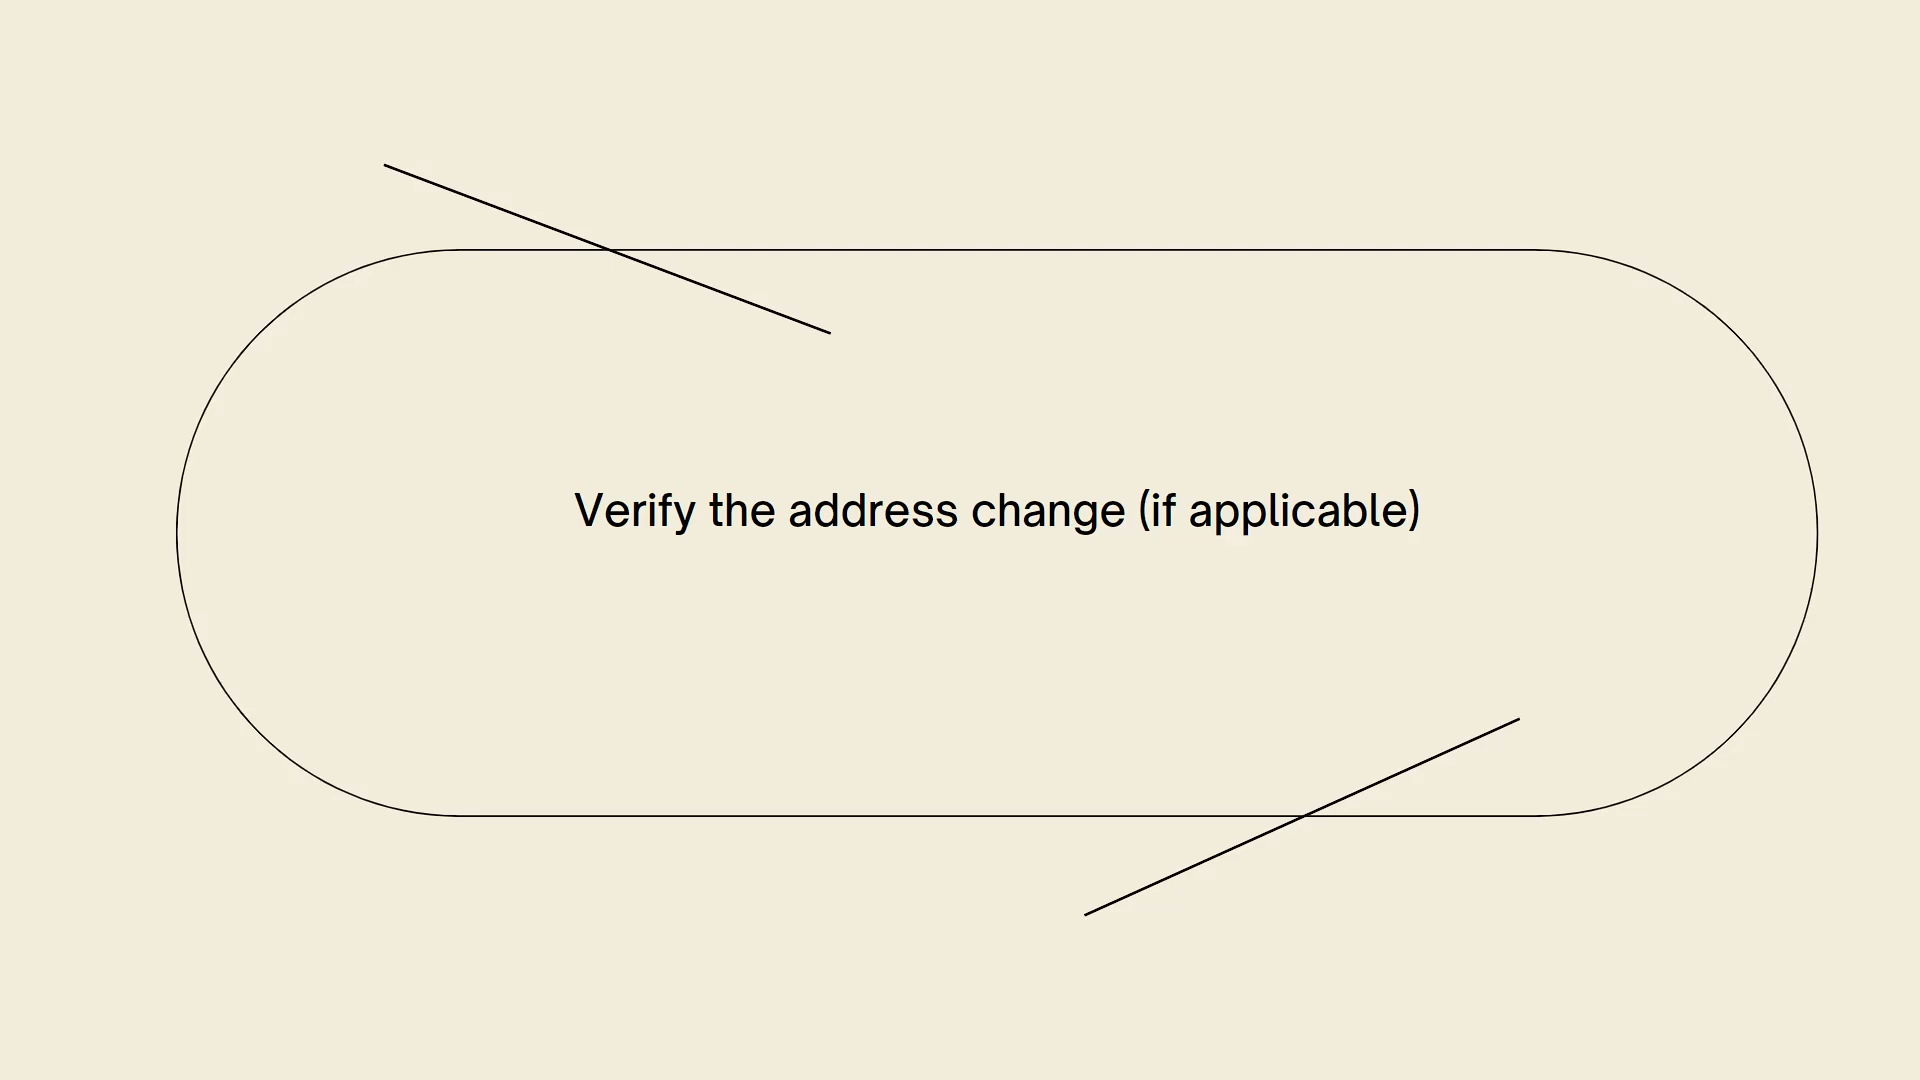 Verify the address change (if applicable)